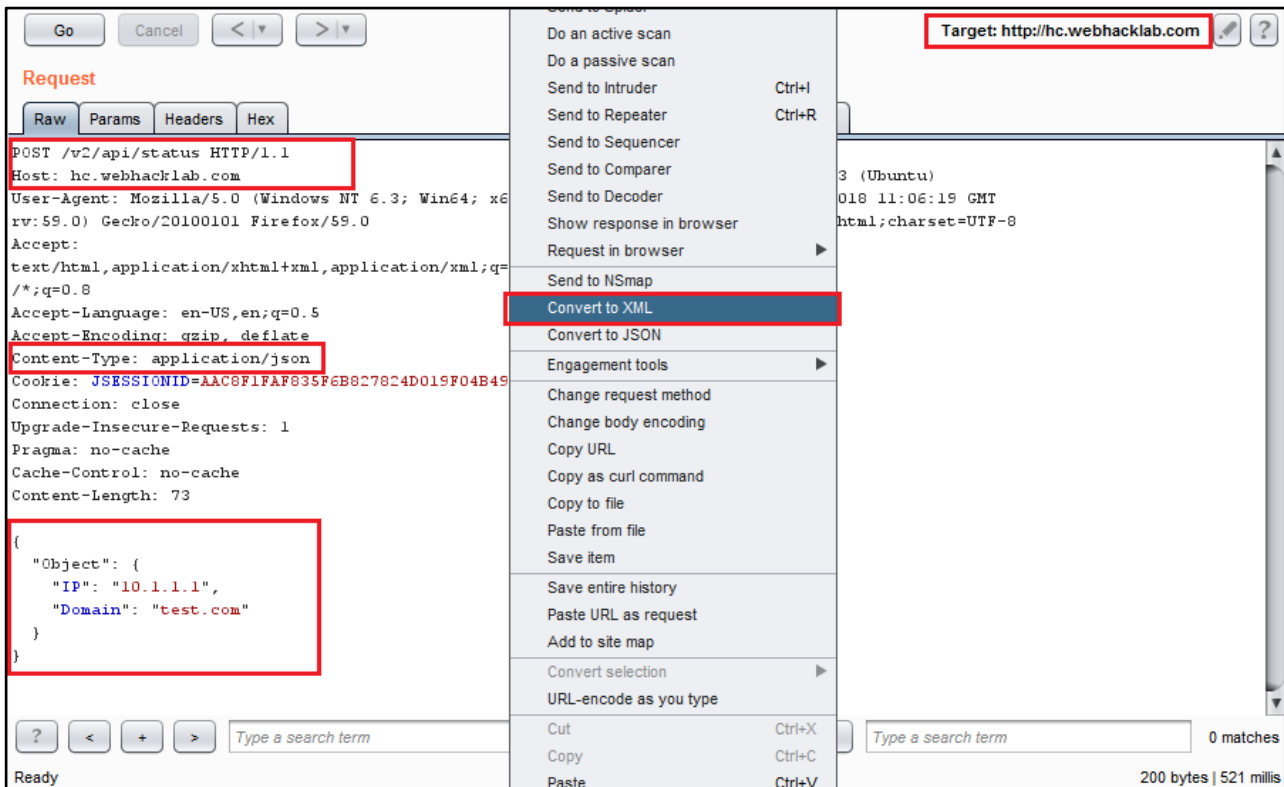 Go
Cancel
<
>
Target: http://hc.webhacklab.com
?
Request
Raw
Params
Headers
Hex
POST /v2/api/status HTTP/1.1
Host: hc.webhacklab.com
User-Agent: Mozilla/5.0 (Windows NT 6.3; Win64; x6
rv:59.0) Gecko/20100101 Firefox/59.0
Accept:
text/html,application/xhtml+xml,application/xml;q=
/*;q=0.8
Accept-Language: en-US,en;q=0.5
Accept-Encoding: gzip, deflate
Content-Type: application/json
Cookie: JSESSIONID=AAC8F1FAF835F6B827824D019F04B49
Connection: close
Upgrade-Insecure-Requests: 1
Pragma: no-cache
Cache-Control: no-cache
Content-Length: 73
{
"Object": {
"IP": "10.1.1.1",
"Domain": "test.com"
}
}
Send to Spider
Do an active scan
Do a passive scan
Send to Intruder Ctrl+I
Send to Repeater Ctrl+R
Send to Sequencer
Send to Comparer
Send to Decoder
Show response in browser
Request in browser
Send to NSmap
Convert to XML
Convert to JSON
Engagement tools
Change request method
Change body encoding
Copy URL
Copy as curl command
Copy to file
Paste from file
Save item
Save entire history
Paste URL as request
Add to site map
Convert selection
URL-encode as you type
Cut Ctrl+X
Copy Ctrl+C
Paste Ctrl+V
3 (Ubuntu)
018 11:06:19 GMT
html;charset=UTF-8
?
<
+
>
Type a search term
Type a search term
0 matches
Ready
200 bytes | 521 millis